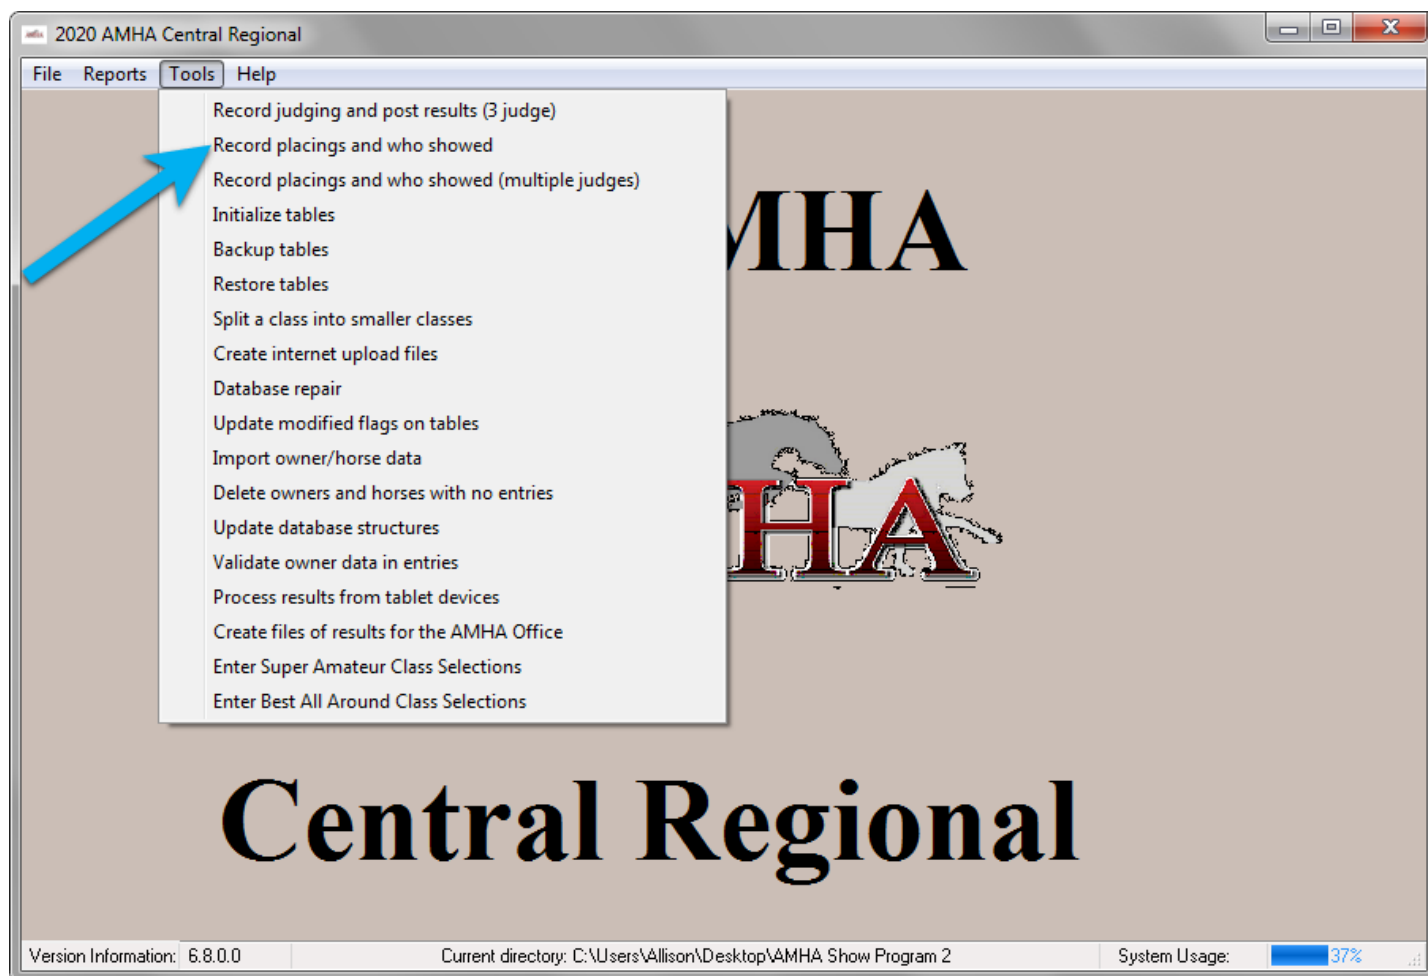 2020 AMHA Central Regional
File Reports Tools Help
Record judging and post results (3 judge)
Record placings and who showed
Record placings and who showed (multiple judges)
Initialize tables
Backup tables
Restore tables
Split a class into smaller classes
Create internet upload files
Database repair
Update modified flags on tables
Import owner/horse data
Delete owners and horses with no entries
Update database structures
Validate owner data in entries
Process results from tablet devices
Create files of results for the AMHA Office
Enter Super Amateur Class Selections
Enter Best All Around Class Selections
MHA
HA
Central Regional
Version Information: 6.8.0.0 Current directory: C:\Users\Allison\Desktop\AMHA Show Program 2 System Usage: 37%